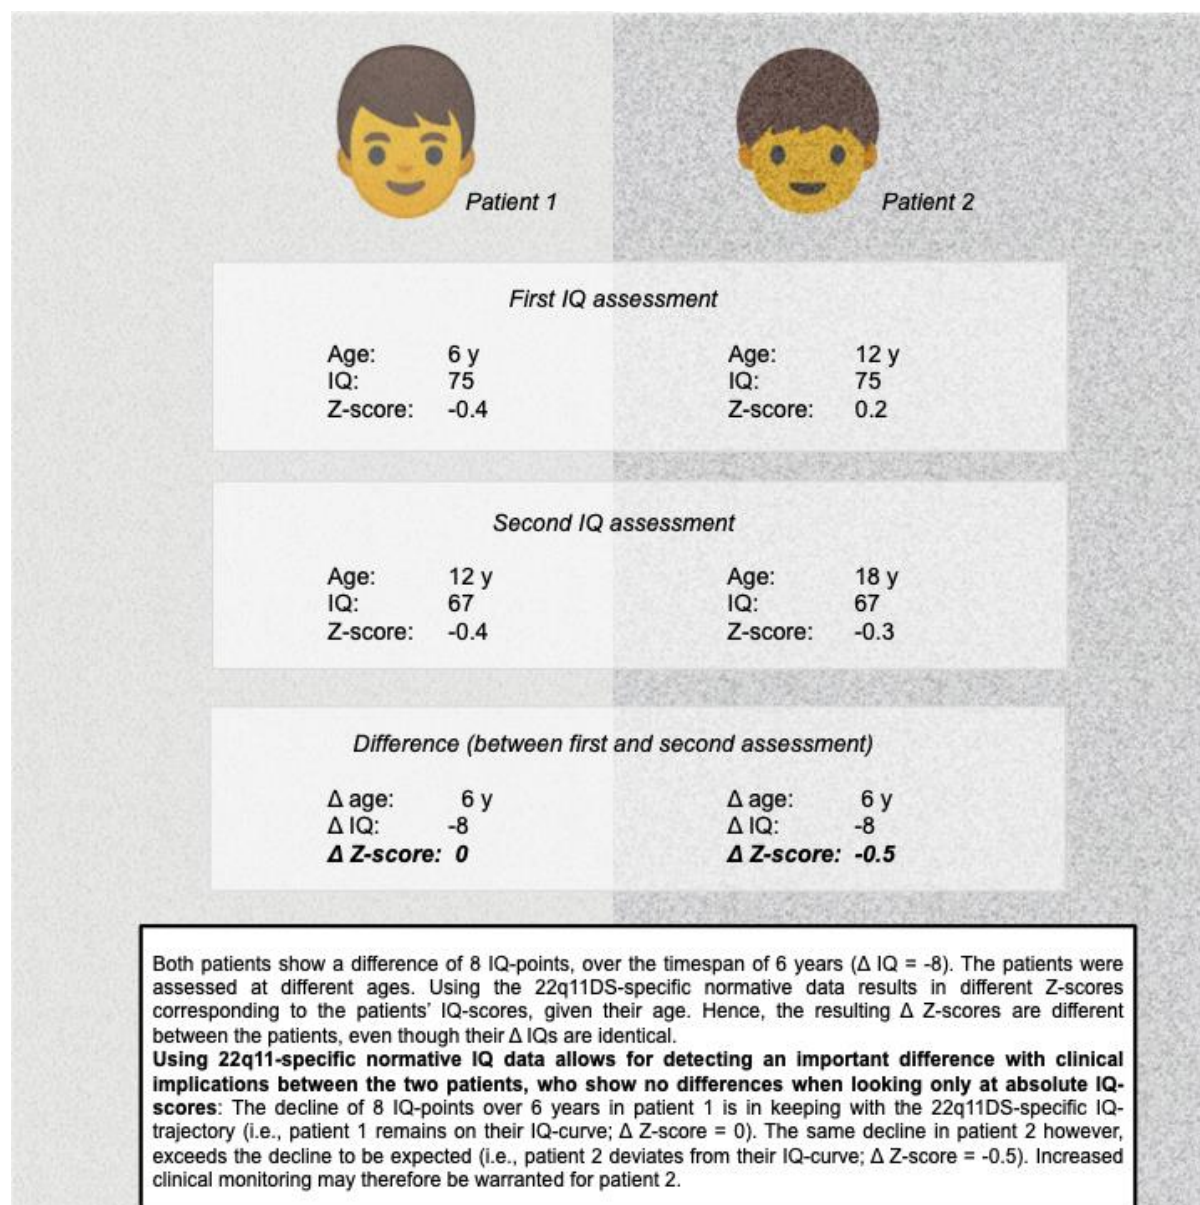 Patient 1
Patient 2
First IQ assessment
Age: 6 y
IQ: 75
Z-score: -0.4
Age: 12 y
IQ: 75
Z-score: 0.2
Second IQ assessment
Age: 12 y
IQ: 67
Z-score: -0.4
Age: 18 y
IQ: 67
Z-score: -0.3
Difference (between first and second assessment)
Δ age: 6 y
Δ IQ: -8
Δ Z-score: 0
Δ age: 6 y
Δ IQ: -8
Δ Z-score: -0.5
Both patients show a difference of 8 IQ-points, over the timespan of 6 years (Δ IQ = -8). The patients were
assessed at different ages. Using the 22q11DS-specific normative data results in different Z-scores
corresponding to the patients' IQ-scores, given their age. Hence, the resulting Δ Z-scores are different
between the patients, even though their Δ IQs are identical.
Using 22q11-specific normative IQ data allows for detecting an important difference with clinical
implications between the two patients, who show no differences when looking only at absolute IQ-
scores: The decline of 8 IQ-points over 6 years in patient 1 is in keeping with the 22q11DS-specific IQ-
trajectory (i.e., patient 1 remains on their IQ-curve; Δ Z-score = 0). The same decline in patient 2 however,
exceeds the decline to be expected (i.e., patient 2 deviates from their IQ-curve; Δ Z-score = -0.5). Increased
clinical monitoring may therefore be warranted for patient 2.